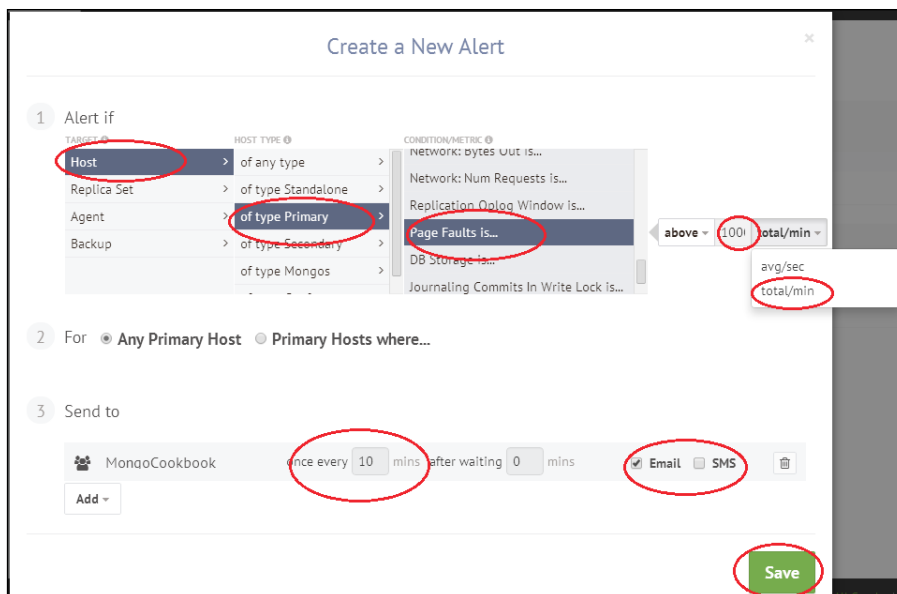 Create a New Alert
×
1 Alert if
TARGET HOST TYPE CONDITION/METRIC
Host > of any type > Network: Bytes Out is...
Replica Set > of type Standalone > Network: Num Requests is...
Agent > of type Primary > Replication Oplog Window is...
Backup > of type Secondary > Page Faults is...
of type Mongos > DB Storage is...
Journaling Commits In Write Lock is...
above total/min
avg/sec
total/min
2 For Any Primary Host Primary Hosts where...
3 Send to
MongoCookbook once every 10 mins after waiting 0 mins Email SMS
Add
Save